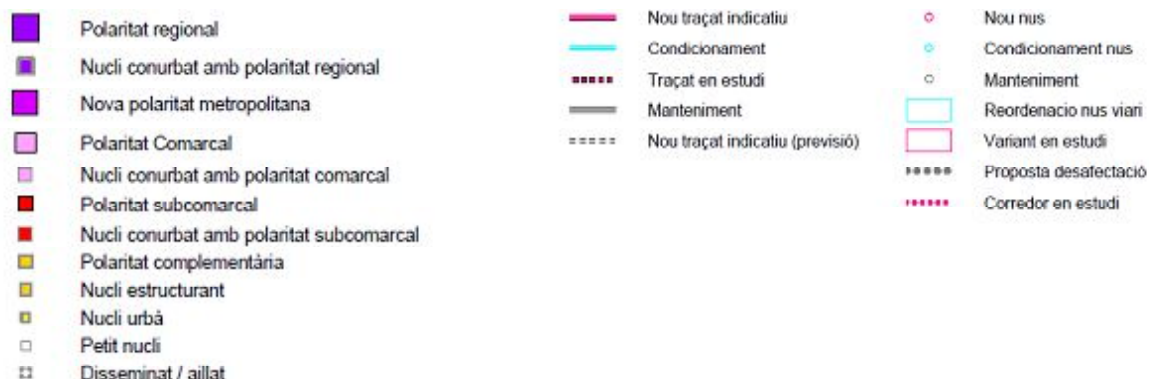 Polaritat regional
Nucli conurbat amb polaritat regional
Nova polaritat metropolitana
Polaritat Comarcal
Nucli conurbat amb polaritat comarcal
Polaritat subcomarcal
Nucli conurbat amb polaritat subcomarcal
Polaritat complementària
Nucli estructurant
Nucli urbà
Petit nucli
Disseminat / aillat
Nou traçat indicatiu
Condicionament
Traçat en estudi
Manteniment
Nou traçat indicatiu (previsió)
Nou nus
Condicionament nus
Manteniment
Reordenacio nus viari
Variant en estudi
Proposta desafectació
Corredor en estudi